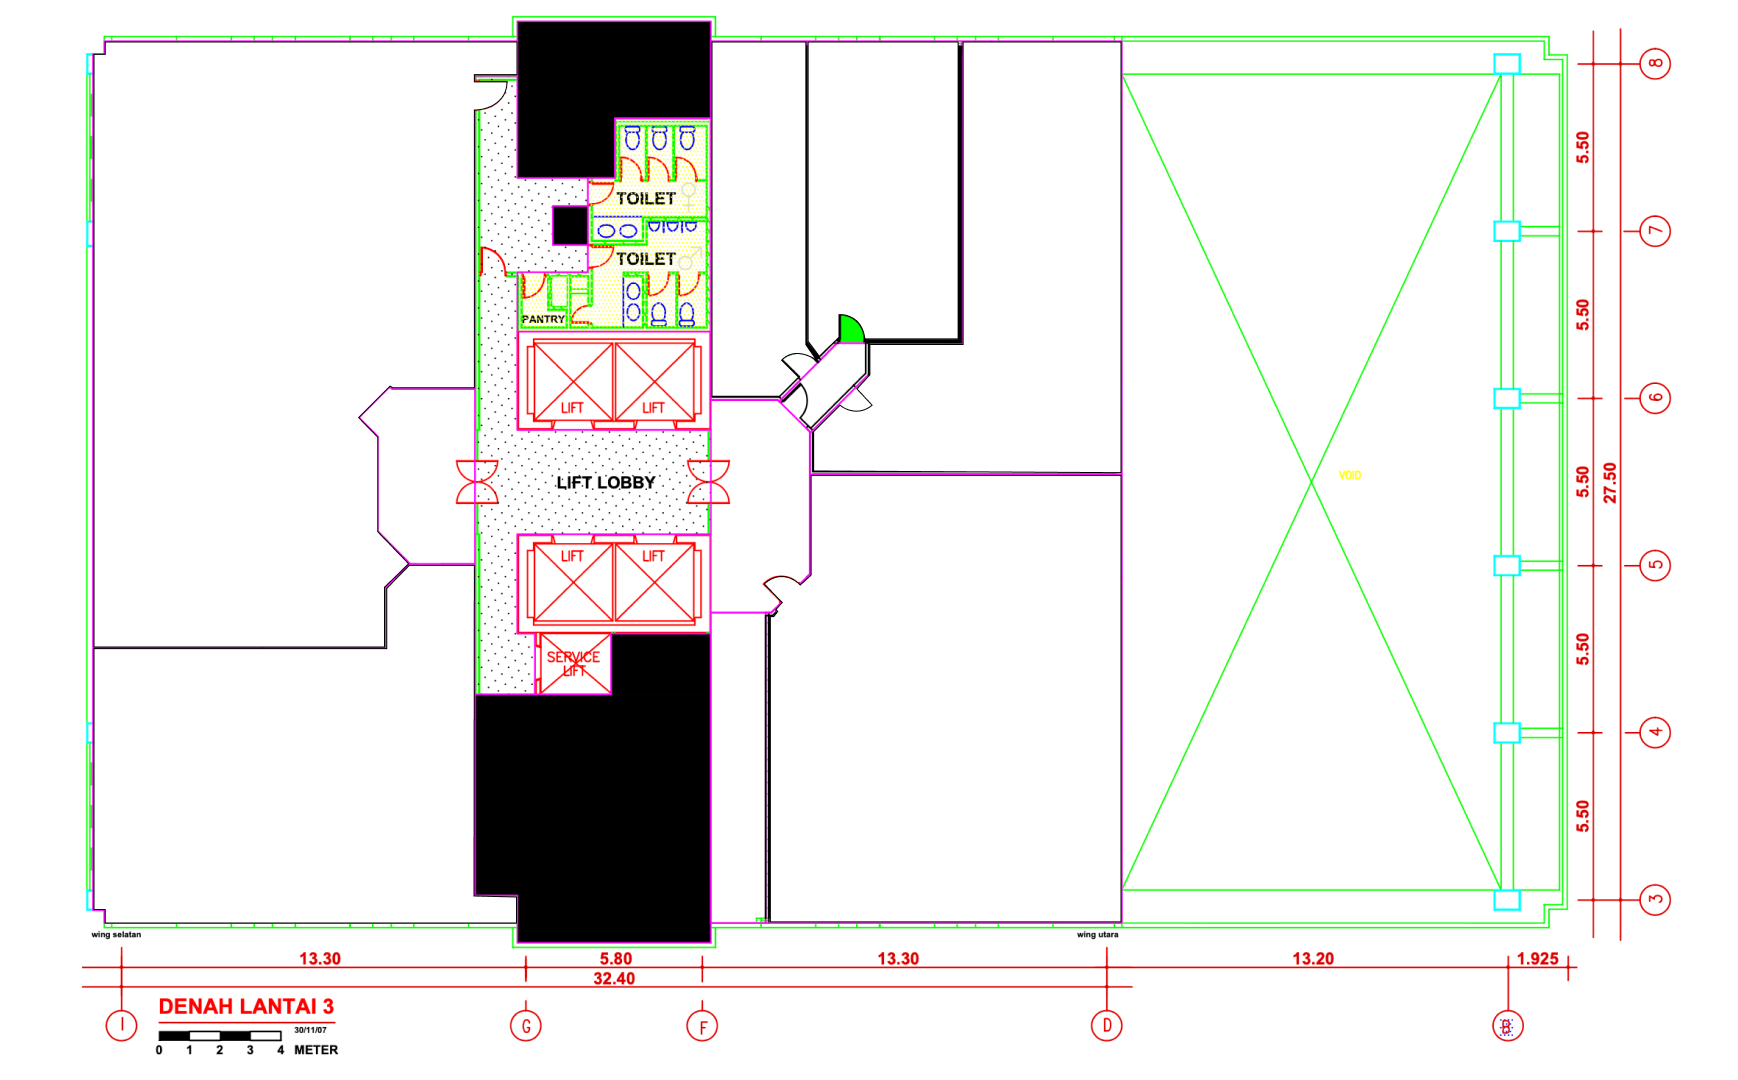 8
5.50
TOILET
7
TOILET
5.50
PANTRY
6
LIFT LIFT
VOID
LIFT LOBBY
5.50
27.50
LIFT LIFT
5
5.50
SERVICE
LIFT
4
5.50
3
wing selatan
wing utara
13.30 5.80 13.30 13.20 1.925
32.40
DENAH LANTAI 3
30/11/07
I G F D B
0 1 2 3 4 METER